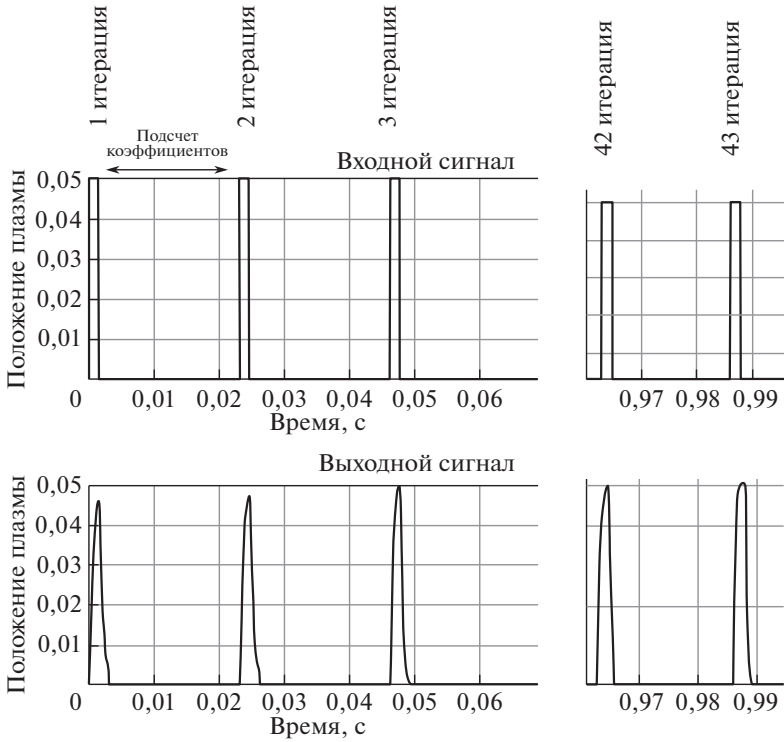 1 итерация
2 итерация
3 итерация
42 итерация
43 итерация
Подсчет
коэффициентов
Входной сигнал
Положение плазмы
0,05
0,04
0,03
0,02
0,01
0 0,01 0,02 0,03 0,04 0,05 0,06 0,97 0,98 0,99
Время, с
Выходной сигнал
Положение плазмы
0,05
0,04
0,03
0,02
0,01
0 0,01 0,02 0,03 0,04 0,05 0,06 0,97 0,98 0,99
Время, с